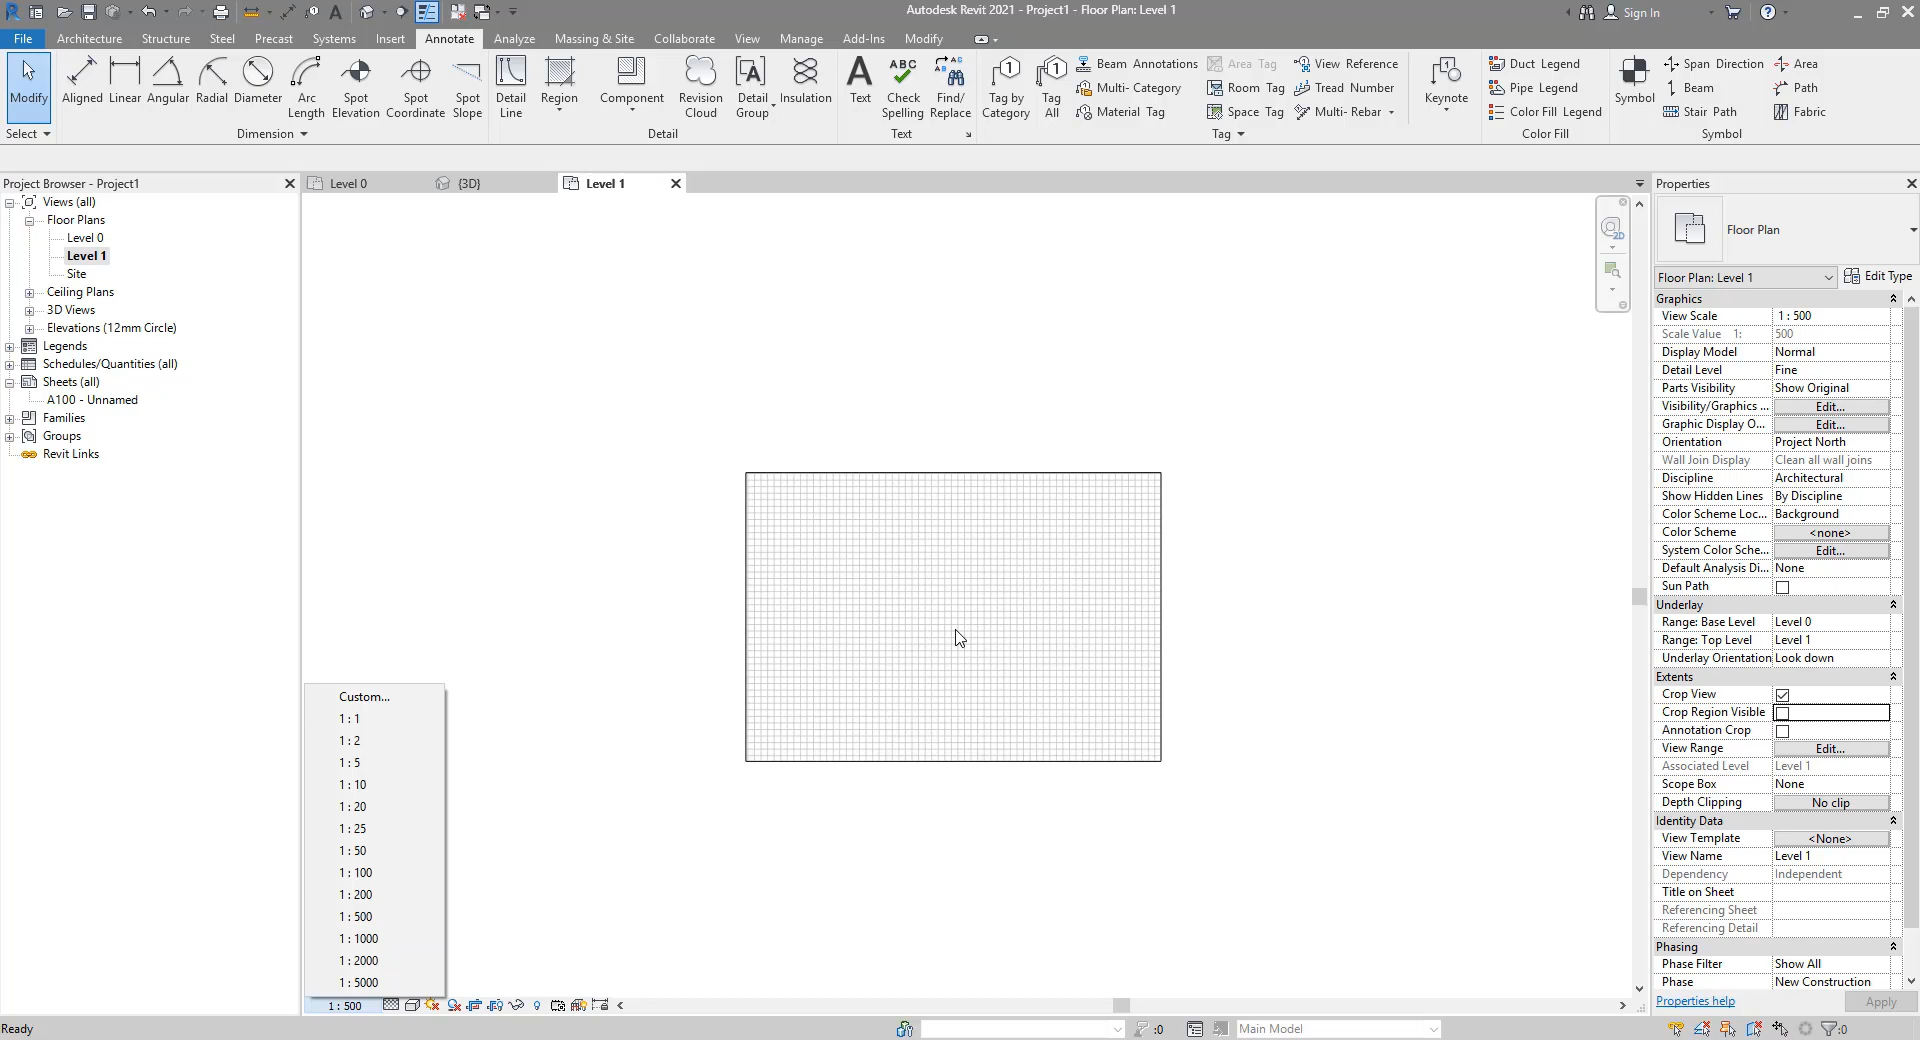 Autodesk Revit 2021 - Project1 - Floor Plan: Level 1
Sign In
File Architecture Structure Steel Precast Systems Insert Annotate Analyze Massing & Site Collaborate View Manage Add-Ins Modify
Modify
Select
Aligned Linear Angular Radial Diameter Arc Length Spot Elevation Spot Coordinate Spot Slope
Dimension
Detail Line Region Component Revision Cloud Detail Group Insulation
Detail
Text Check Spelling Find/ Replace
ABC
Text
Tag by Category Tag All
Beam Annotations Area Tag View Reference
Multi- Category Room Tag Tread Number
Material Tag Space Tag Multi- Rebar
Tag
Keynote
Duct Legend
Pipe Legend
Color Fill Legend
Color Fill
Symbol
Span Direction Area
Beam Path
Stair Path Fabric
Symbol
Project Browser - Project1
Views (all)
Floor Plans
Level 0
Level 1
Site
Ceiling Plans
3D Views
Elevations (12mm Circle)
Legends
Schedules/Quantities (all)
Sheets (all)
A100 - Unnamed
Families
Groups
Revit Links
Level 0 {3D} Level 1
2D
Custom...
1 : 1
1 : 2
1 : 5
1 : 10
1 : 20
1 : 25
1 : 50
1 : 100
1 : 200
1 : 500
1 : 1000
1 : 2000
1 : 5000
1 : 500
Properties
Floor Plan
Floor Plan: Level 1 Edit Type
Graphics
View Scale 1 : 500
Scale Value 1: 500
Display Model Normal
Detail Level Fine
Parts Visibility Show Original
Visibility/Graphics ... Edit...
Graphic Display O... Edit...
Orientation Project North
Wall Join Display Clean all wall joins
Discipline Architectural
Show Hidden Lines By Discipline
Color Scheme Loc... Background
Color Scheme <none>
System Color Sche... Edit...
Default Analysis Di... None
Sun Path
Underlay
Range: Base Level Level 0
Range: Top Level Level 1
Underlay Orientation Look down
Extents
Crop View
Crop Region Visible
Annotation Crop
View Range Edit...
Associated Level Level 1
Scope Box None
Depth Clipping No clip
Identity Data
View Template <None>
View Name Level 1
Dependency Independent
Title on Sheet
Referencing Sheet
Referencing Detail
Phasing
Phase Filter Show All
Phase New Construction
Properties help Apply
Ready
:0
Main Model
:0